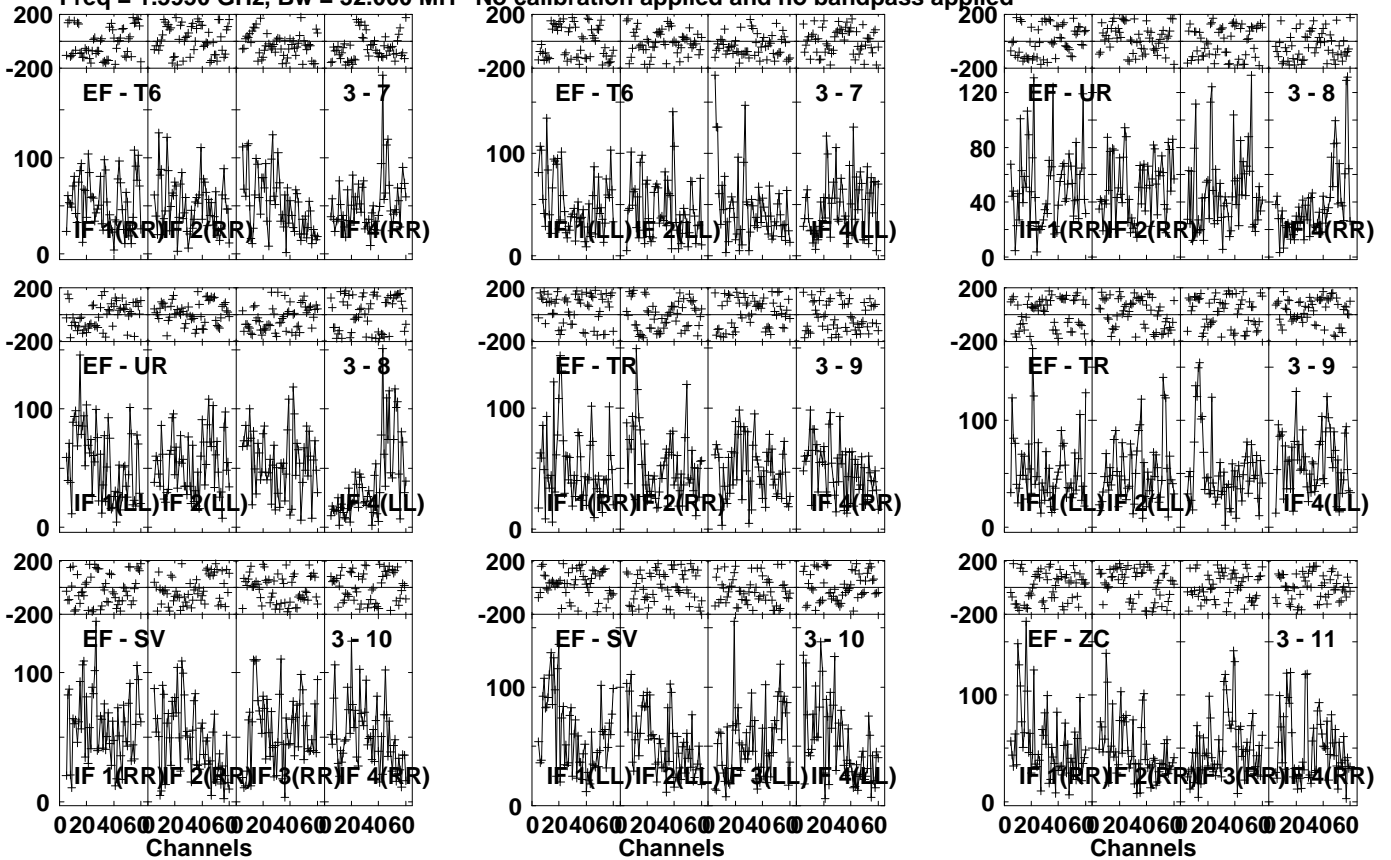 200 200 200
-200 -200 -200
EF - T6 3 - 7 EF - T6 3 - 7 EF - UR 3 - 8
120
100 100 80
40
IF 1(RR) IF 2(RR) IF 4(RR) IF 1(LL) IF 2(LL) IF 4(LL) IF 1(RR) IF 2(RR) IF 4(RR)
0 0 0
200 200 200
-200 -200 -200
EF - UR 3 - 8 EF - TR 3 - 9 EF - TR 3 - 9
100 100 100
IF 1(LL) IF 2(LL) IF 4(LL) IF 1(RR) IF 2(RR) IF 4(RR) IF 1(LL) IF 2(LL) IF 4(LL)
0 0 0
200 200 200
-200 -200 -200
EF - SV 3 - 10 EF - SV 3 - 10 EF - ZC 3 - 11
100 100 100
IF 1(RR) IF 2(RR) IF 3(RR) IF 4(RR) IF 1(LL) IF 2(LL) IF 3(LL) IF 4(LL) IF 1(RR) IF 2(RR) IF 3(RR) IF 4(RR)
0 0 0
0 20 40 60 0 20 40 60 0 20 40 60 0 20 40 60 0 20 40 60 0 20 40 60 0 20 40 60 0 20 40 60 0 20 40 60 0 20 40 60 0 20 40 60 0 20 40 60
Channels Channels Channels